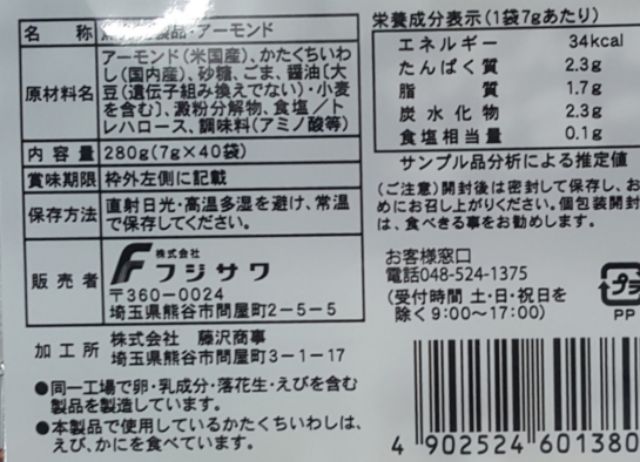 名称 製品・アーモンド
原材料名 アーモンド(米国産)、かたくちいわ
し(国内産)、砂糖、ごま、醤油〔大
豆(遺伝子組み換えでない)・小麦
を含む〕、澱粉分解物、食塩/ト
レハロース、調味料(アミノ酸等)
内容量 280g(7g×40袋)
賞味期限 枠外左側に記載
保存方法 直射日光・高温多湿を避け、常温
で保存してください。
販売者 株式会社
フジサワ
〒360-0024
埼玉県熊谷市問屋町2-5-5
加工所 株式会社 藤沢商事
埼玉県熊谷市問屋町3-1-17
●同一工場で卵・乳成分・落花生・えびを含む
製品を製造しています。
●本製品で使用しているかたくちいわしは、
えび、かにを食べています。
栄養成分表示(1袋7gあたり)
エネルギー 34kcal
たんぱく質 2.3g
脂質 1.7g
炭水化物 2.3g
食塩相当量 0.1g
サンプル品分析による推定値
(ご注意)開封後は密封して保存し、お
めにお召し上がりください。個包装開封
は、食べきる事をお勧めします。
お客様窓口
電話048-524-1375
(受付時間 土・日・祝日を
除く9:00~17:00)
プラ
PP
4 902524 601380